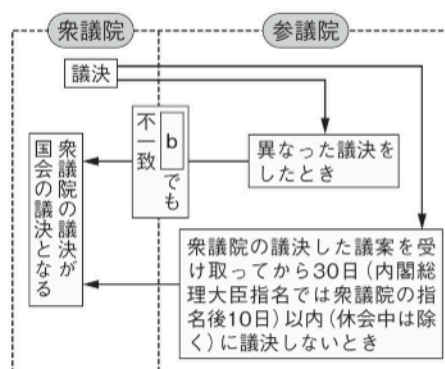 衆議院
参議院
議決
b でも
不一致
異なった議決を
したとき
衆議院の議決が
国会の議決となる
衆議院の議決した議案を受
け取ってから30日(内閣総
理大臣指名では衆議院の指
名後10日)以内(休会中は除
く)に議決しないとき